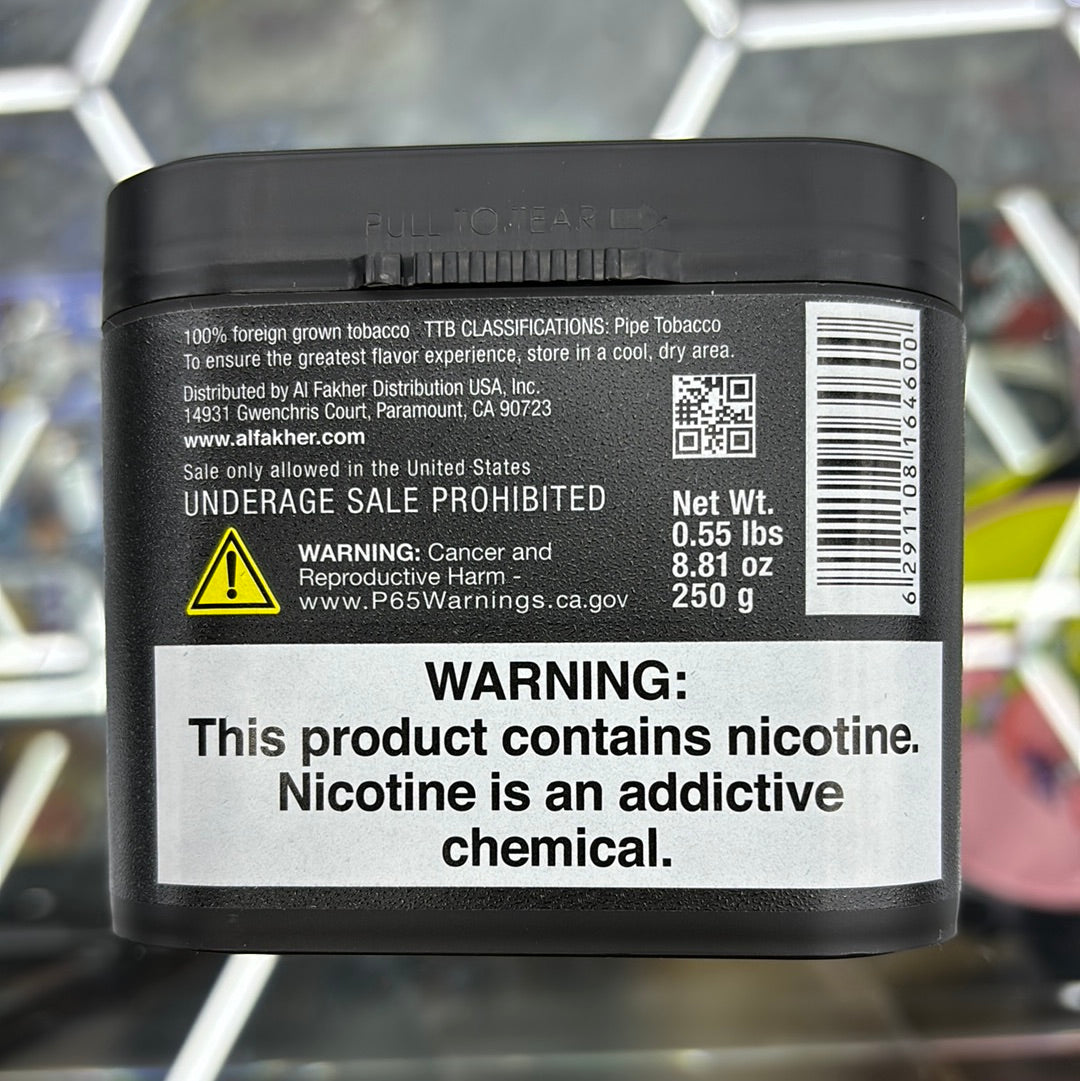 PULL TO TEAR
100% foreign grown tobacco TTB CLASSIFICATIONS: Pipe Tobacco
To ensure the greatest flavor experience, store in a cool, dry area.
Distributed by Al Fakher Distribution USA, Inc.
14931 Gwenchris Court, Paramount, CA 90723
www.alfakher.com
Sale only allowed in the United States
UNDERAGE SALE PROHIBITED
WARNING: Cancer and
Reproductive Harm -
www.P65Warnings.ca.gov
Net Wt.
0.55 lbs
8.81 oz
250 g
6 291108 164600
WARNING:
This product contains nicotine.
Nicotine is an addictive
chemical.